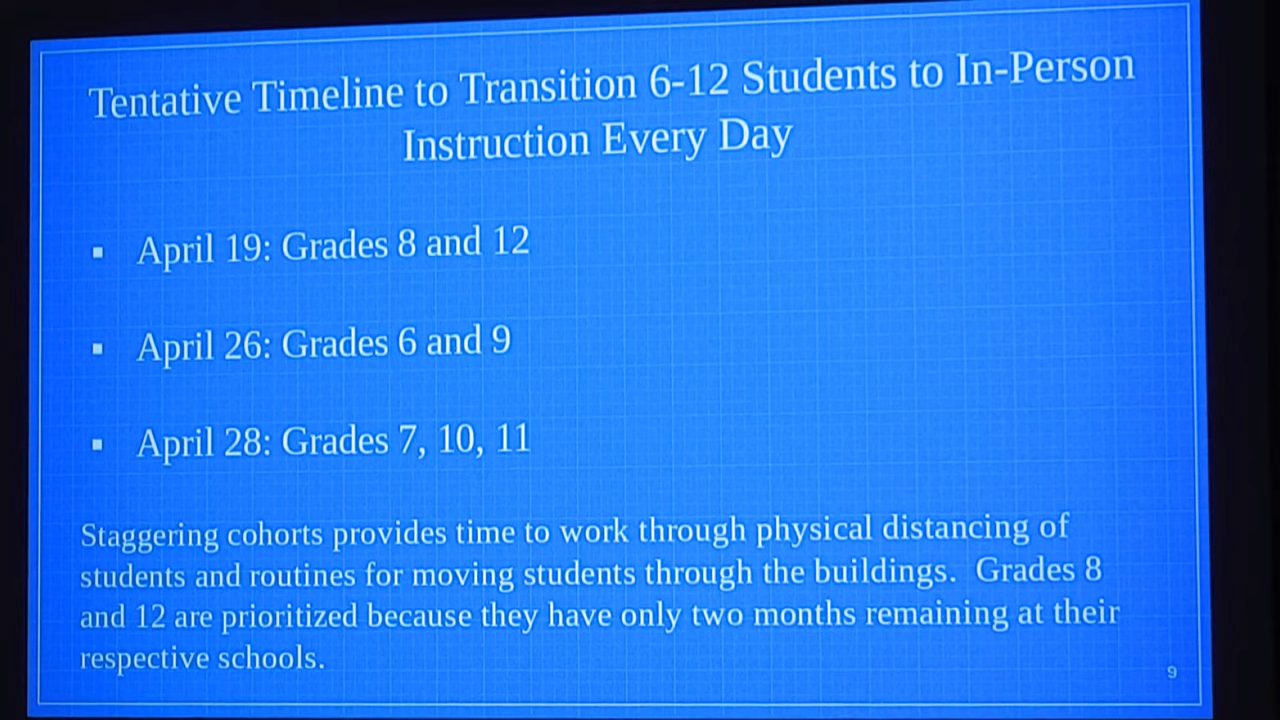 Tentative Timeline to Transition 6-12 Students to In-Person
Instruction Every Day
▪ April 19: Grades 8 and 12
▪ April 26: Grades 6 and 9
▪ April 28: Grades 7, 10, 11
Staggering cohorts provides time to work through physical distancing of
students and routines for moving students through the buildings.  Grades 8
and 12 are prioritized because they have only two months remaining at their
respective schools.
9